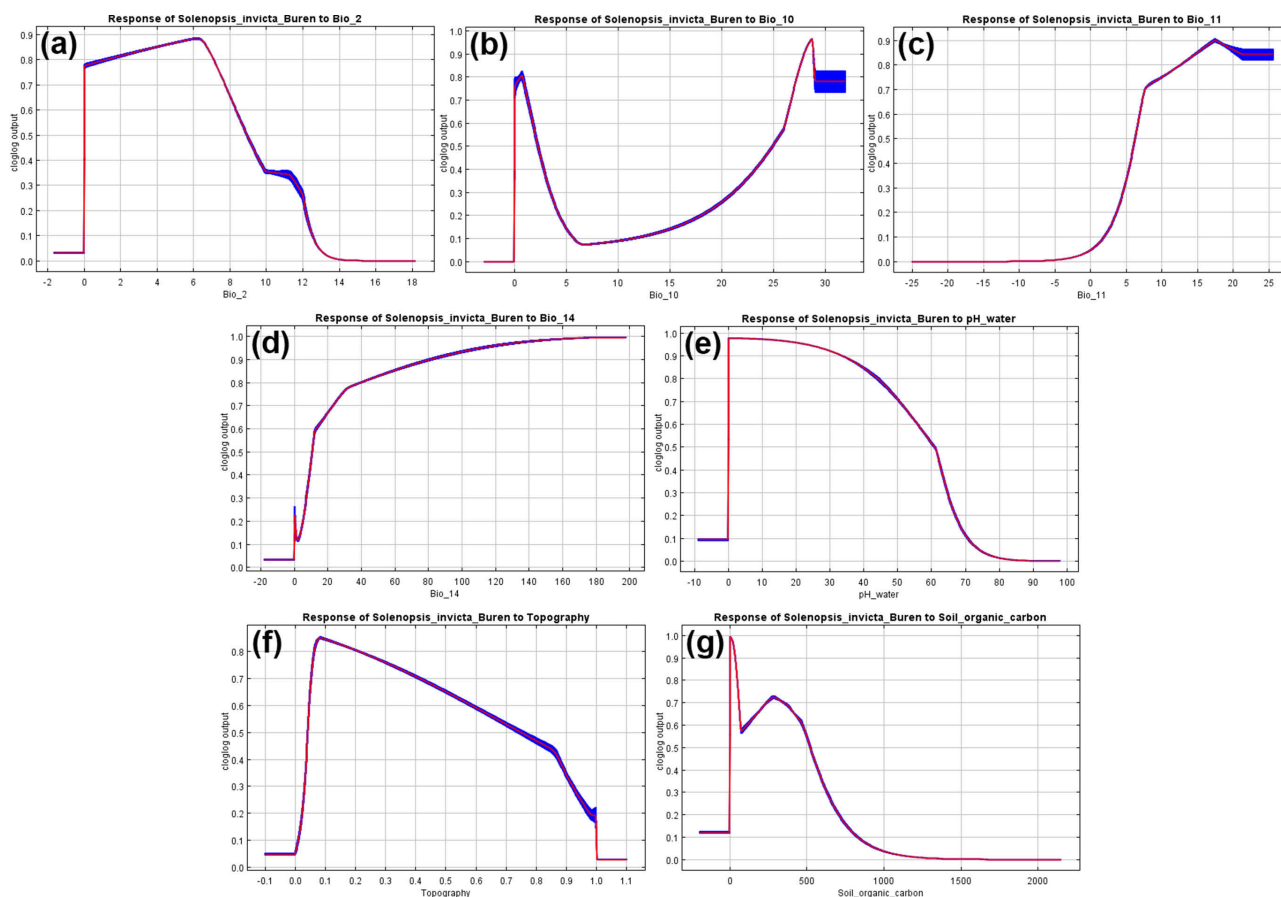 Response of Solenopsis_invicta_Buren to Bio_2
(a)
cloglog output
0.9
0.8
0.7
0.6
0.5
0.4
0.3
0.2
0.1
0.0
-2 0 2 4 6 8 10 12 14 16 18
Bio_2
Response of Solenopsis_invicta_Buren to Bio_10
(b)
cloglog output
1.0
0.9
0.8
0.7
0.6
0.5
0.4
0.3
0.2
0.1
0.0
0 5 10 15 20 25 30
Bio_10
Response of Solenopsis_invicta_Buren to Bio_11
(c)
cloglog output
0.9
0.8
0.7
0.6
0.5
0.4
0.3
0.2
0.1
0.0
-25 -20 -15 -10 -5 0 5 10 15 20 25
Bio_11
Response of Solenopsis_invicta_Buren to Bio_14
(d)
cloglog output
1.0
0.9
0.8
0.7
0.6
0.5
0.4
0.3
0.2
0.1
0.0
-20 0 20 40 60 80 100 120 140 160 180 200
Bio_14
Response of Solenopsis_invicta_Buren to pH_water
(e)
cloglog output
1.0
0.9
0.8
0.7
0.6
0.5
0.4
0.3
0.2
0.1
0.0
-10 0 10 20 30 40 50 60 70 80 90 100
pH_water
Response of Solenopsis_invicta_Buren to Topography
(f)
cloglog output
0.8
0.7
0.6
0.5
0.4
0.3
0.2
0.1
0.0
-0.1 0.0 0.1 0.2 0.3 0.4 0.5 0.6 0.7 0.8 0.9 1.0 1.1
Topography
Response of Solenopsis_invicta_Buren to Soil_organic_carbon
(g)
cloglog output
1.0
0.9
0.8
0.7
0.6
0.5
0.4
0.3
0.2
0.1
0.0
0 500 1000 1500 2000
Soil_organic_carbon